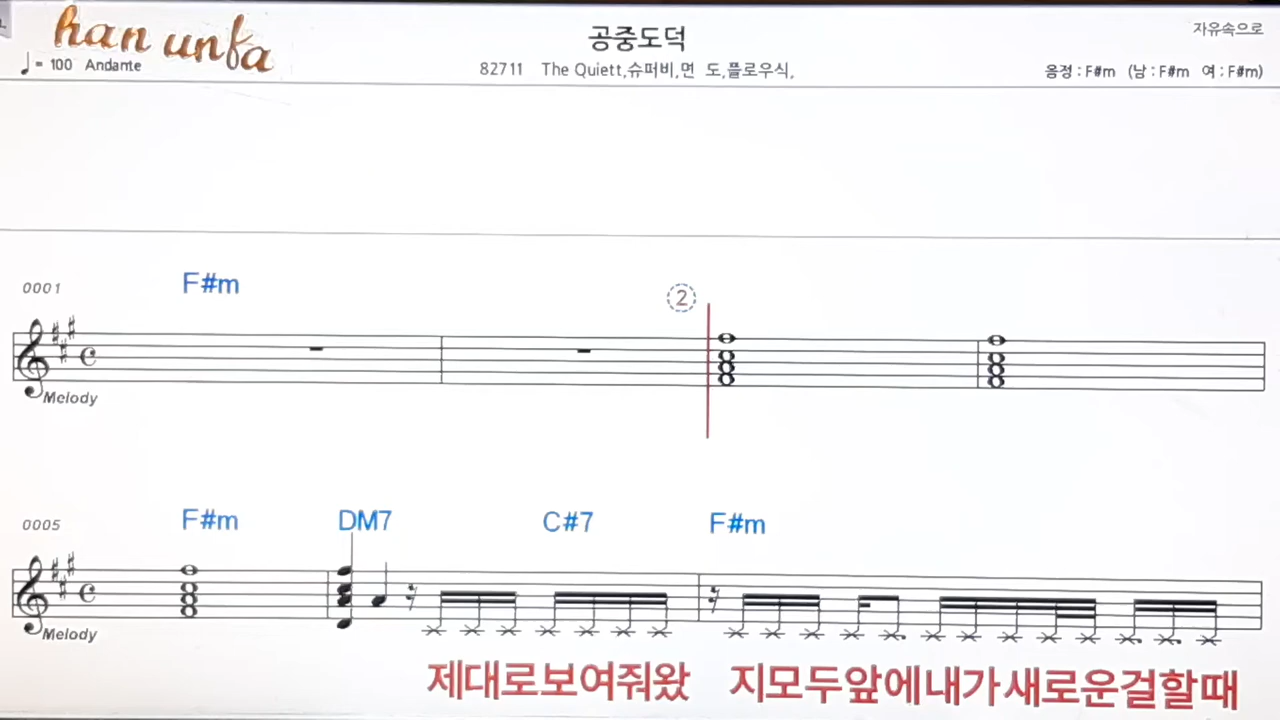 han unfa
공중도덕
자유속으로
♩= 100 Andante
82711 The Quiett,슈퍼비,면 도,플로우식,
음정 : F#m (남 : F#m 여 : F#m)
0001
F#m
②
Melody
0005
F#m DM7 C#7 F#m
Melody
제대로보여줘왔 지모두앞에내가새로운걸할때